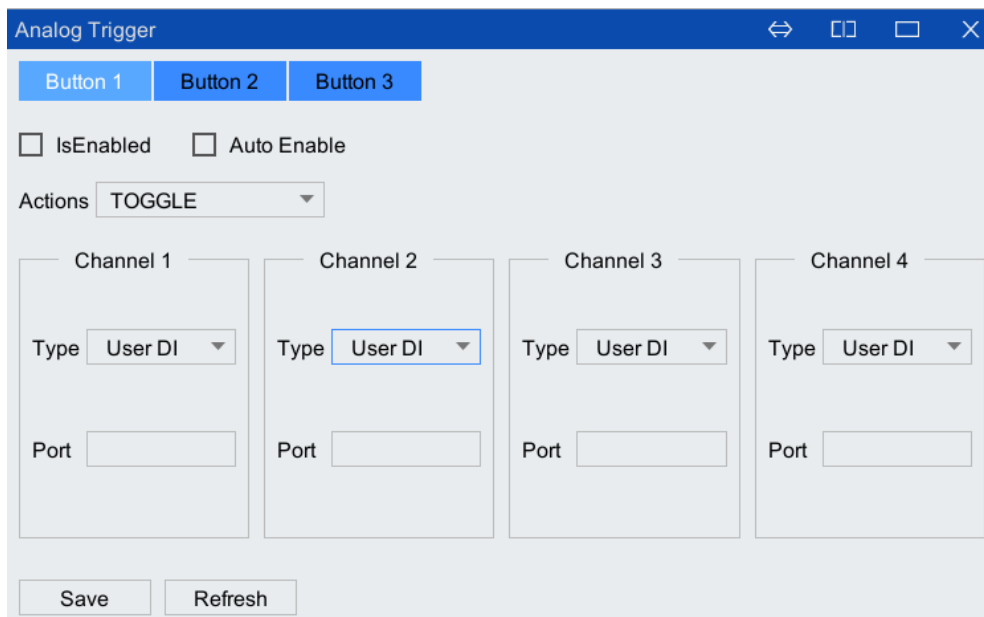 Analog Trigger
Button 1 Button 2 Button 3
IsEnabled Auto Enable
Actions TOGGLE
Channel 1 Channel 2 Channel 3 Channel 4
Type User DI Type User DI Type User DI Type User DI
Port Port Port Port
Save Refresh